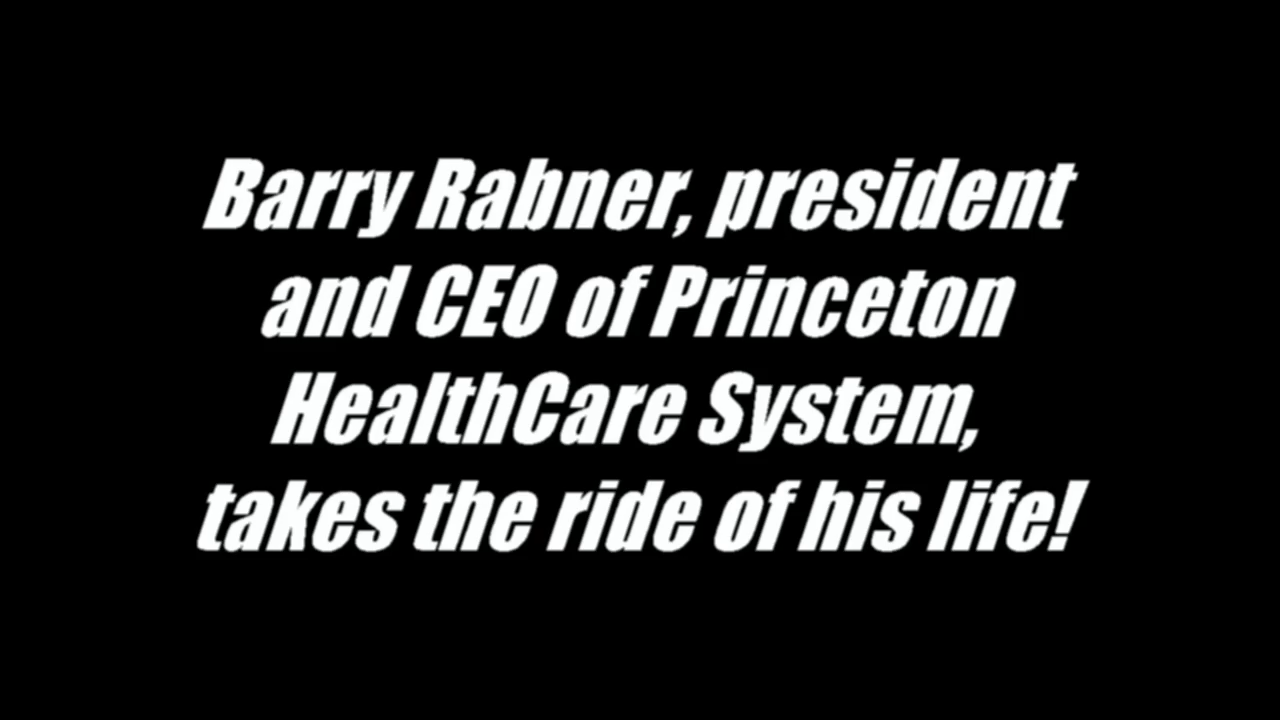 Barry Rabner, president
and CEO of Princeton
HealthCare System,
takes the ride of his life!